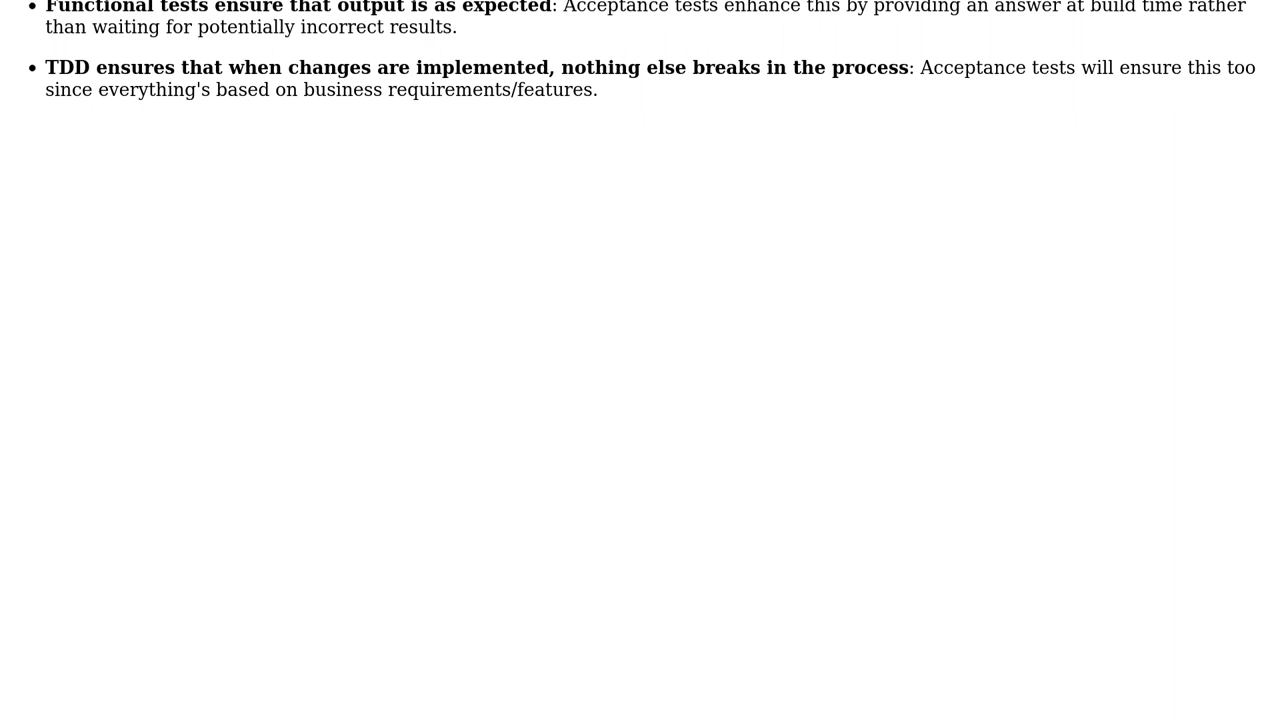 • Functional tests ensure that output is as expected: Acceptance tests enhance this by providing an answer at build time rather
than waiting for potentially incorrect results.
• TDD ensures that when changes are implemented, nothing else breaks in the process: Acceptance tests will ensure this too
since everything's based on business requirements/features.